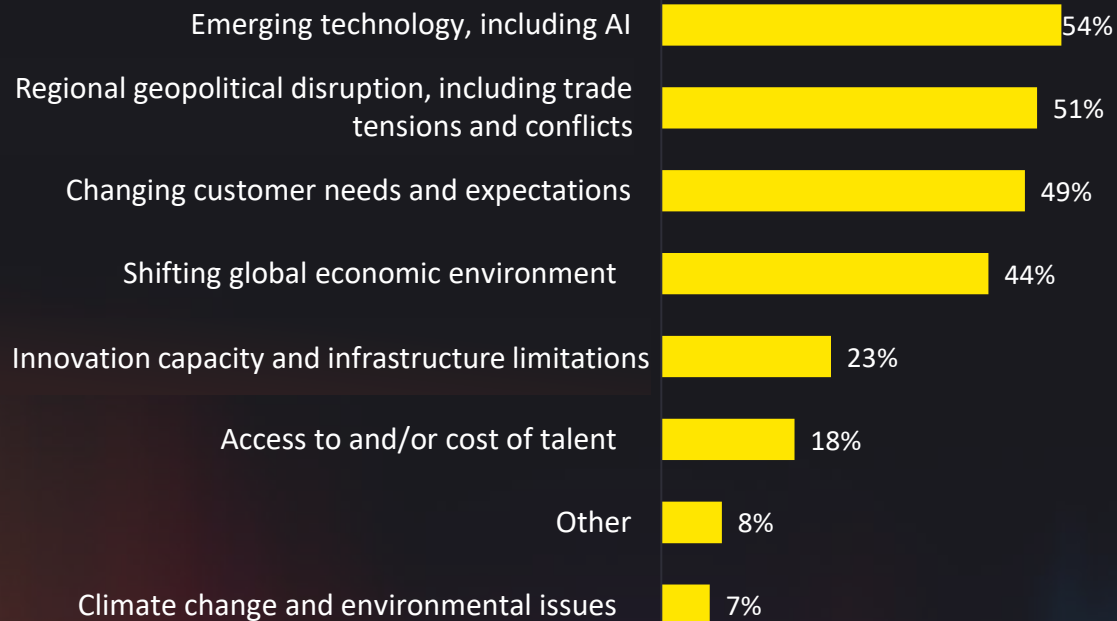 Emerging technology, including AI 54%
Regional geopolitical disruption, including trade
tensions and conflicts 51%
Changing customer needs and expectations 49%
Shifting global economic environment 44%
Innovation capacity and infrastructure limitations 23%
Access to and/or cost of talent 18%
Other 8%
Climate change and environmental issues 7%